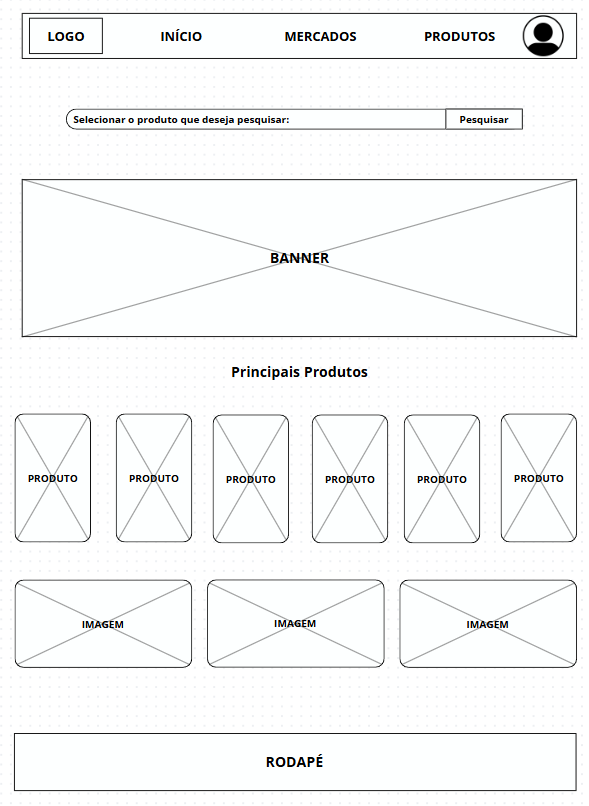 LOGO INÍCIO MERCADOS PRODUTOS
Selecionar o produto que deseja pesquisar: Pesquisar
BANNER
Principais Produtos
PRODUTO PRODUTO PRODUTO PRODUTO PRODUTO PRODUTO
IMAGEM IMAGEM IMAGEM
RODAPÉ